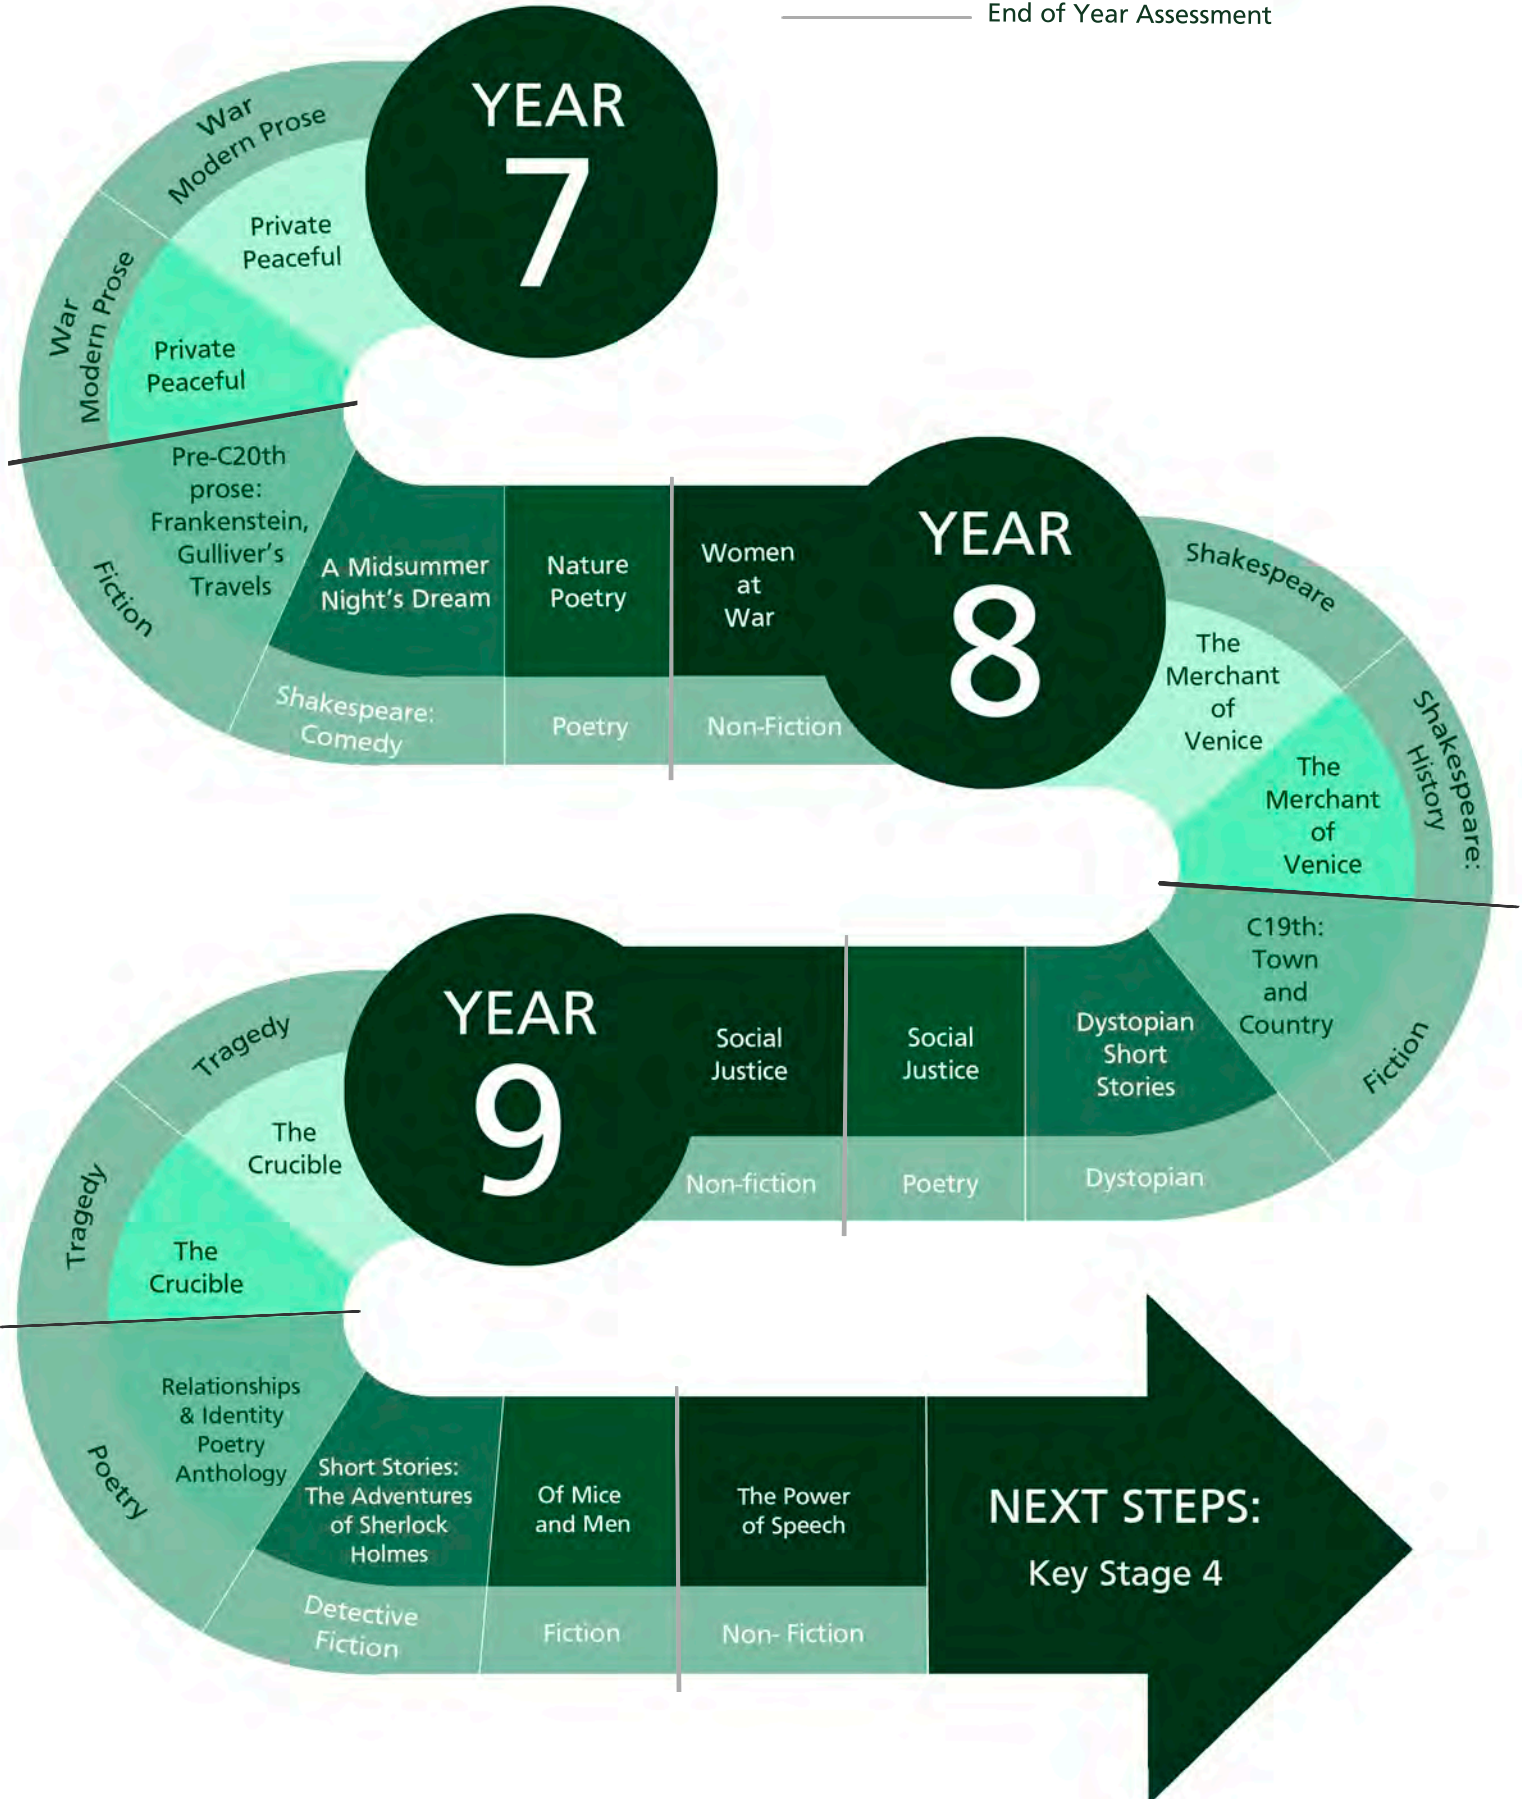 End of Year Assessment
YEAR
7
War
Modern Prose
Private
Peaceful
War
Modern Prose
Private
Peaceful
Pre-C20th
prose:
Frankenstein,
Gulliver's
Travels
Fiction
A Midsummer
Night's Dream
Shakespeare:
Comedy
Nature
Poetry
Poetry
Women
at
War
Non-Fiction
YEAR
8
Shakespeare
The
Merchant
of
Venice
Shakespeare:
History
The
Merchant
of
Venice
C19th:
Town
and
Country
Fiction
Dystopian
Short
Stories
Dystopian
Social
Justice
Poetry
Social
Justice
Non-fiction
YEAR
9
Tragedy
The
Crucible
Tragedy
The
Crucible
Relationships
& Identity
Poetry
Anthology
Poetry
Short Stories:
The Adventures
of Sherlock
Holmes
Detective
Fiction
Of Mice
and Men
Fiction
The Power
of Speech
Non- Fiction
NEXT STEPS:
Key Stage 4